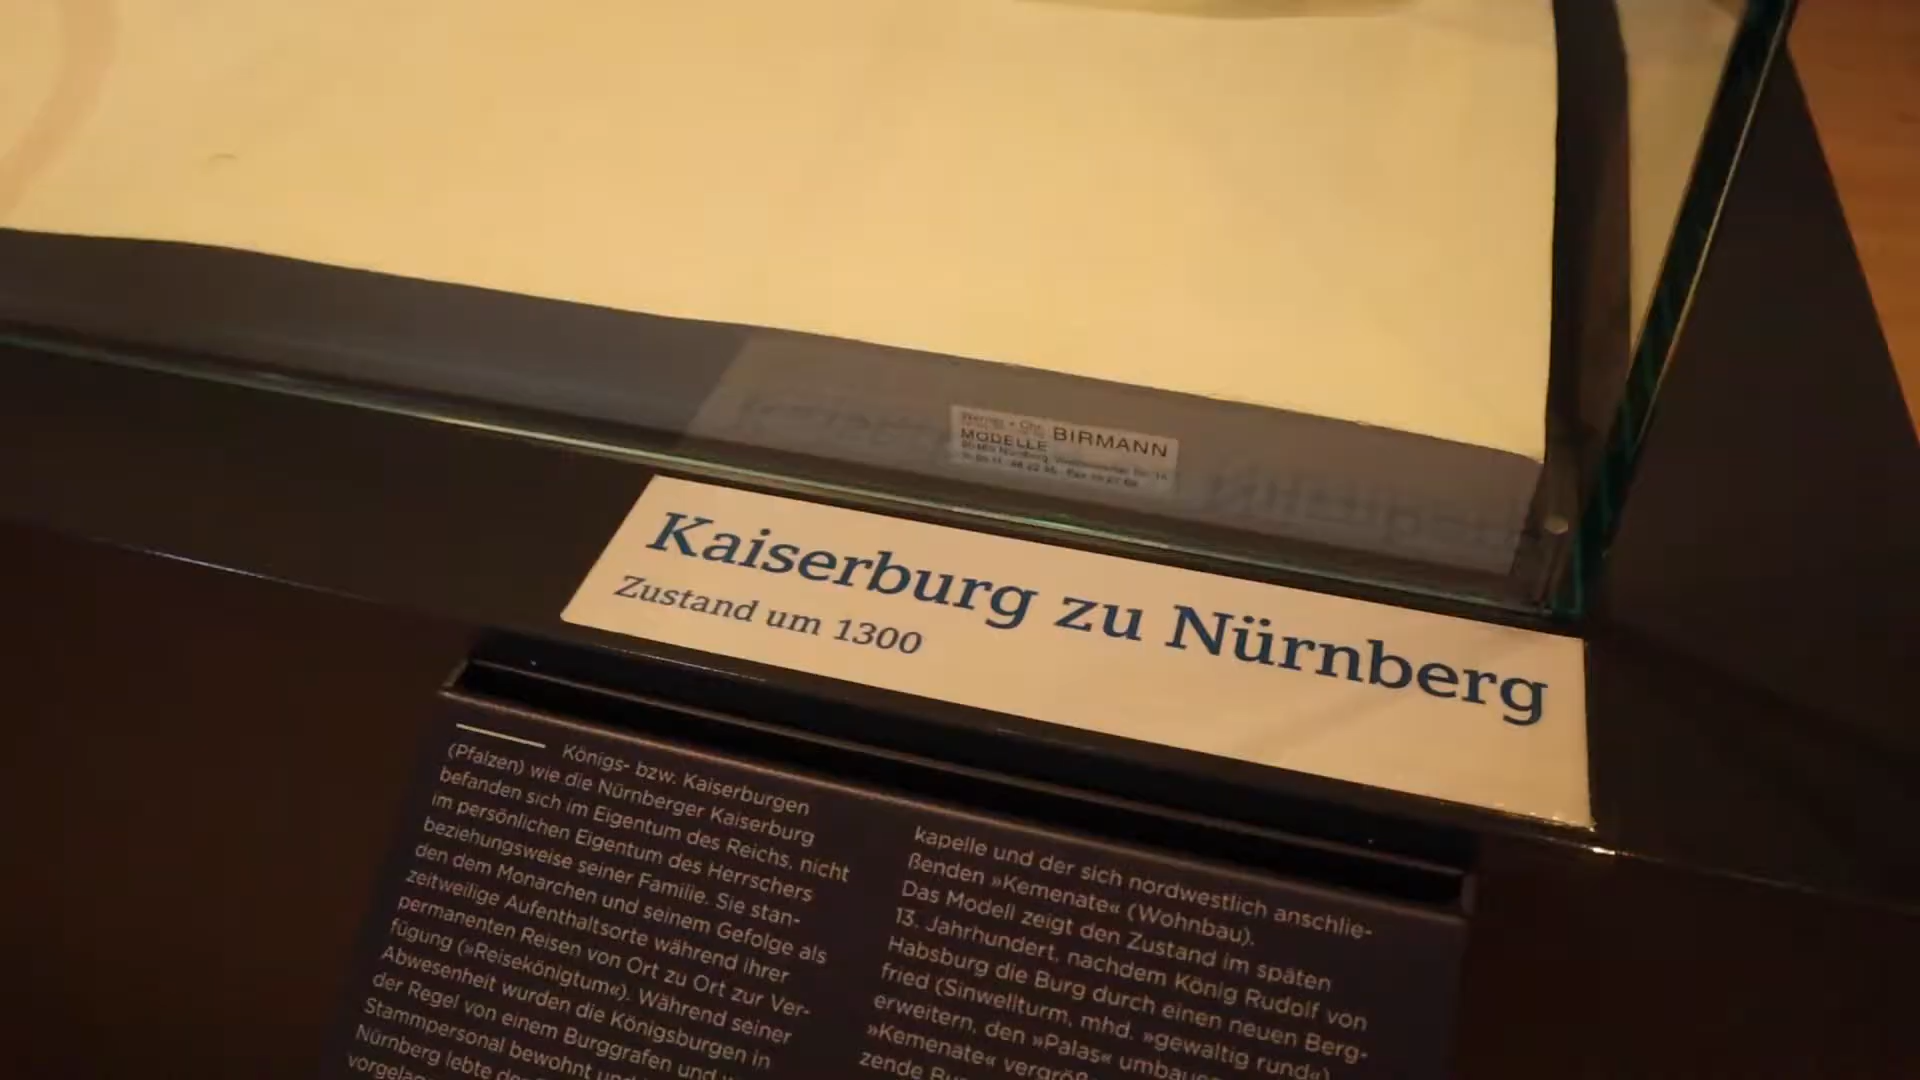 MODELLE BIRMANN
Kaiserburg zu Nürnberg
Zustand um 1300
Königs- bzw. Kaiserburgen
(Pfalzen) wie die Nürnberger Kaiserburg
befanden sich im Eigentum des Reichs, nicht
im persönlichen Eigentum des Herrschers
beziehungsweise seiner Familie. Sie stan-
den dem Monarchen und seinem Gefolge als
zeitweilige Aufenthaltsorte während ihrer
permanenten Reisen von Ort zu Ort zur Ver-
fügung (»Reisekönigtum«). Während seiner
Abwesenheit wurden die Königsburgen in
der Regel von einem Burggrafen und
Stammpersonal bewohnt und
Nürnberg lebte
kapelle und der sich nordwestlich anschlie-
ßenden »Kemenate« (Wohnbau).
Das Modell zeigt den Zustand im späten
13. Jahrhundert, nachdem König Rudolf von
Habsburg die Burg durch einen neuen Berg-
fried (Sinwellturm, mhd. »gewaltig rund«)
erweitern, den »Palas«
»Kemenate«